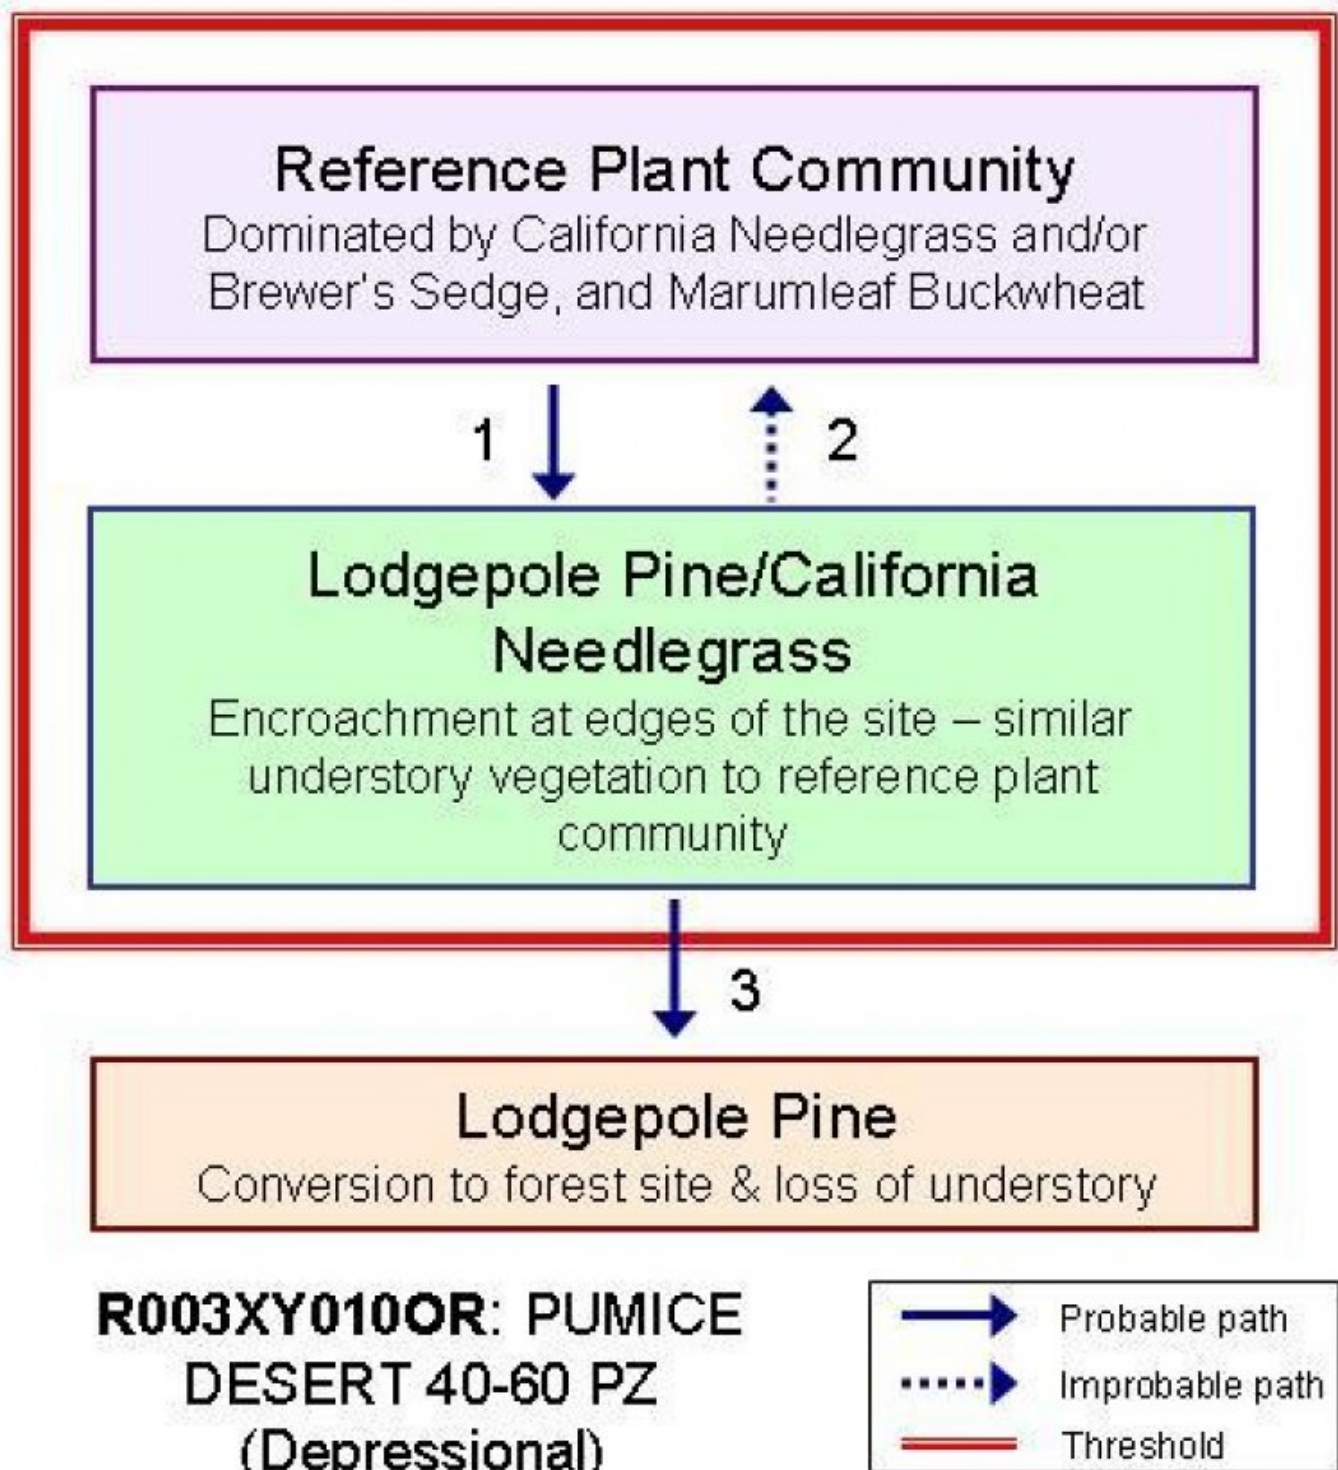 Reference Plant Community
Dominated by California Needlegrass and/or
Brewer's Sedge, and Marumleaf Buckwheat
1
2
Lodgepole Pine/California
Needlegrass
Encroachment at edges of the site – similar
understory vegetation to reference plant
community
3
Lodgepole Pine
Conversion to forest site & loss of understory
R003XY010OR: PUMICE
DESERT 40-60 PZ
(Depressional)
Probable path
Improbable path
Threshold